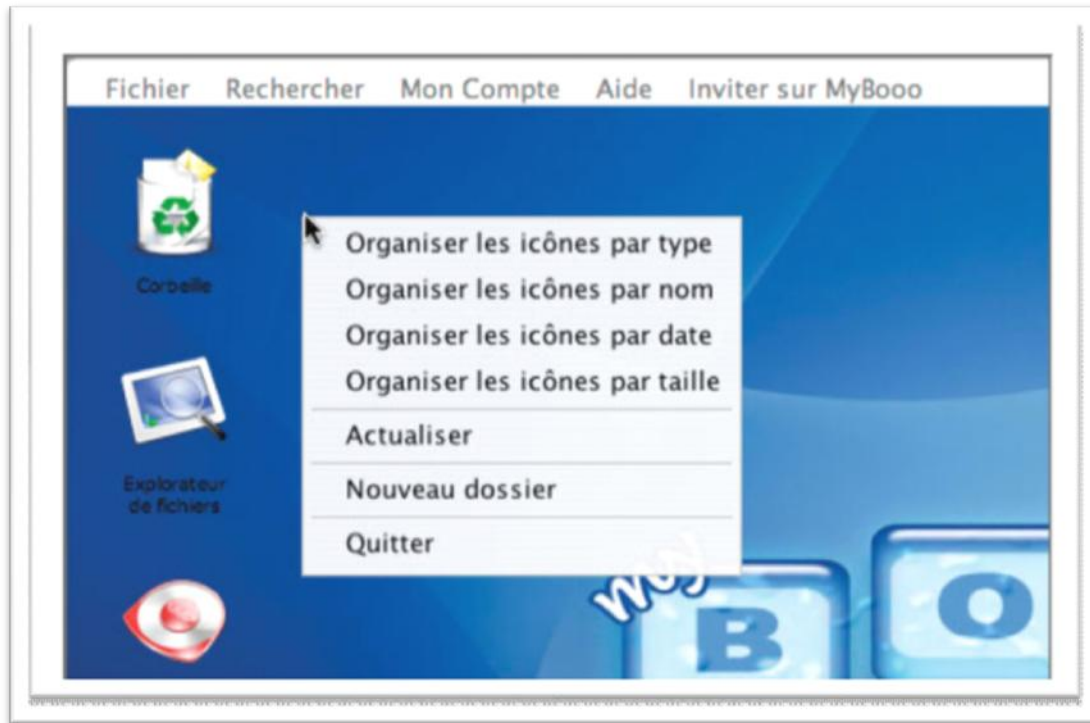 Fichier Rechercher Mon Compte Aide Inviter sur MyBooo
Corbeille
Organiser les icônes par type
Organiser les icônes par nom
Organiser les icônes par date
Organiser les icônes par taille
Actualiser
Nouveau dossier
Quitter
Explorateur
de fichiers
my
B O